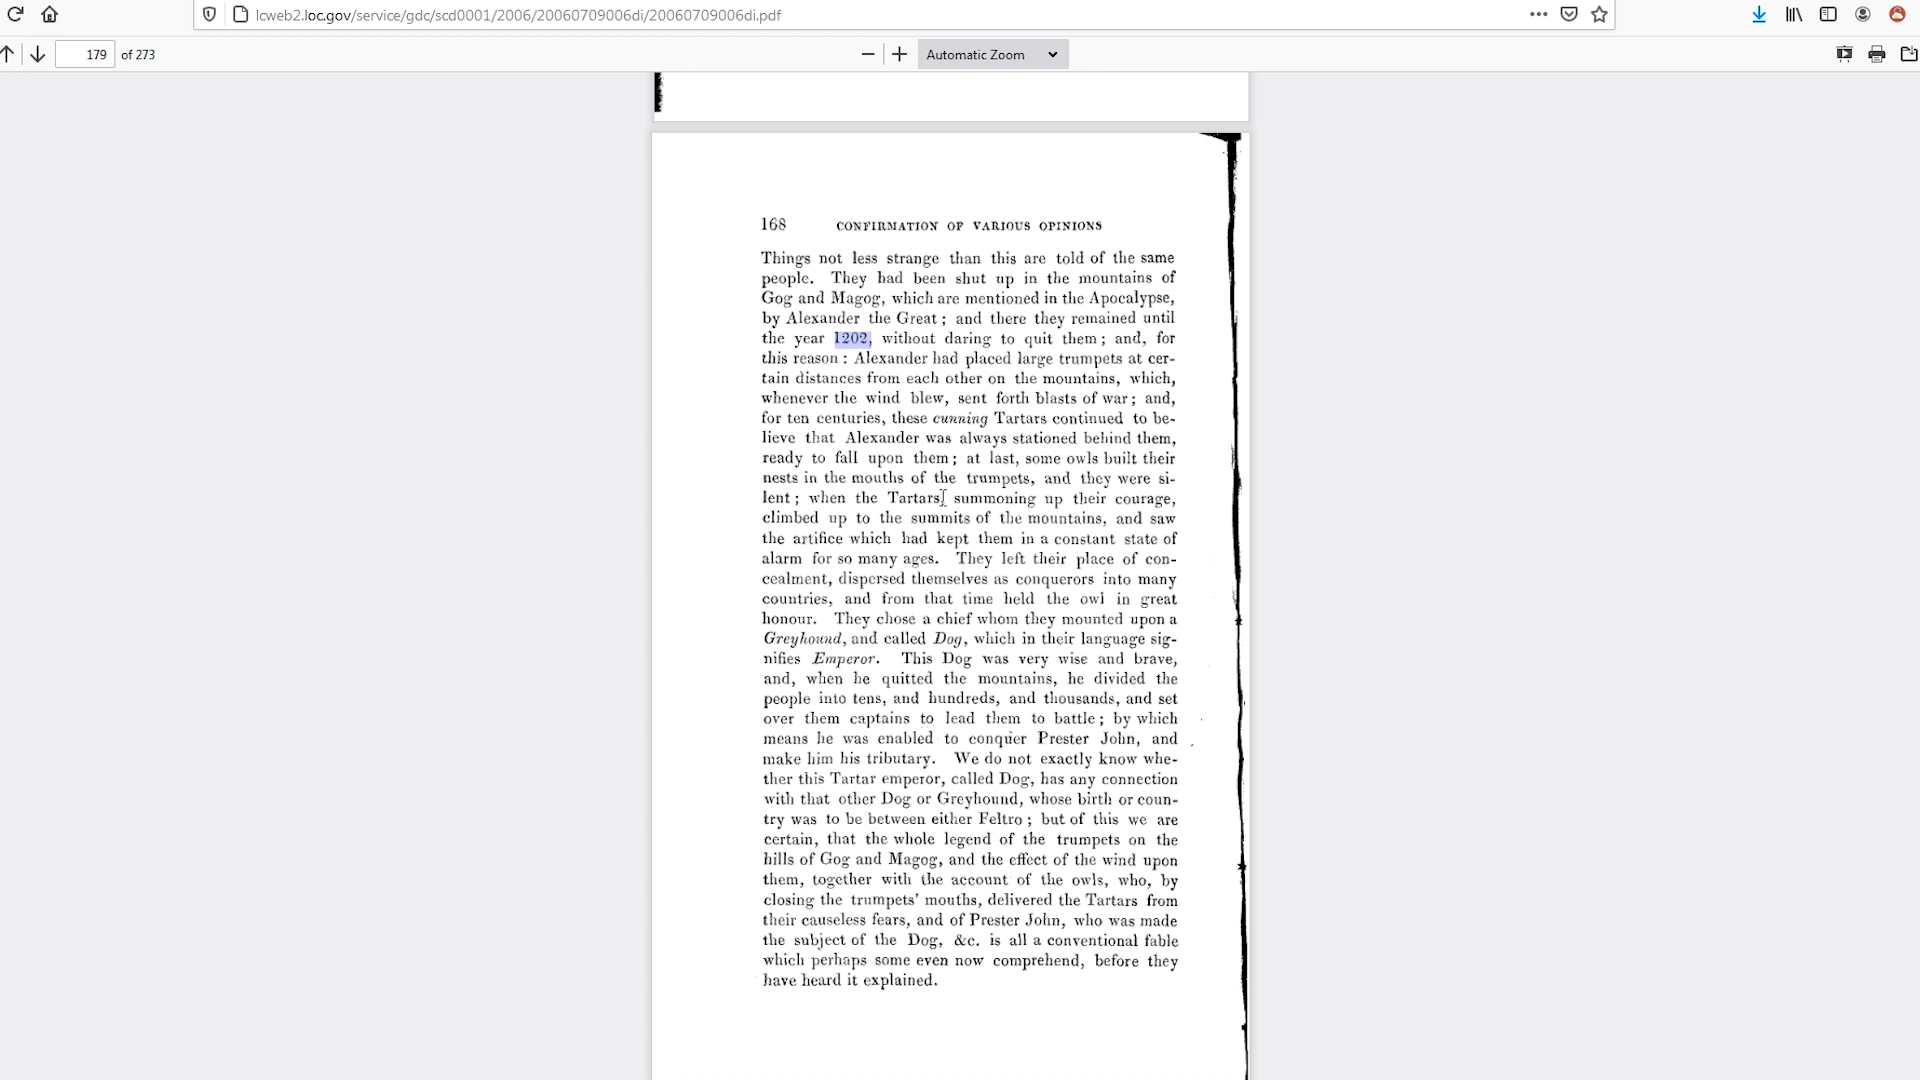 lcweb2.loc.gov/service/gdc/scd0001/2006/20060709006di/20060709006di.pdf
179 of 273
Automatic Zoom
168 CONFIRMATION OF VARIOUS OPINIONS
Things not less strange than this are told of the same
people. They had been shut up in the mountains of
Gog and Magog, which are mentioned in the Apocalypse,
by Alexander the Great ; and there they remained until
the year 1202, without daring to quit them ; and, for
this reason : Alexander had placed large trumpets at cer-
tain distances from each other on the mountains, which,
whenever the wind blew, sent forth blasts of war ; and,
for ten centuries, these cunning Tartars continued to be-
lieve that Alexander was always stationed behind them,
ready to fall upon them ; at last, some owls built their
nests in the mouths of the trumpets, and they were si-
lent ; when the Tartars, summoning up their courage,
climbed up to the summits of the mountains, and saw
the artifice which had kept them in a constant state of
alarm for so many ages. They left their place of con-
cealment, dispersed themselves as conquerors into many
countries, and from that time held the owl in great
honour. They chose a chief whom they mounted upon a
Greyhound, and called Dog, which in their language sig-
nifies Emperor. This Dog was very wise and brave,
and, when he quitted the mountains, he divided the
people into tens, and hundreds, and thousands, and set
over them captains to lead them to battle ; by which
means he was enabled to conquer Prester John, and
make him his tributary. We do not exactly know whe-
ther this Tartar emperor, called Dog, has any connection
with that other Dog or Greyhound, whose birth or coun-
try was to be between either Feltro ; but of this we are
certain, that the whole legend of the trumpets on the
hills of Gog and Magog, and the effect of the wind upon
them, together with the account of the owls, who, by
closing the trumpets' mouths, delivered the Tartars from
their causeless fears, and of Prester John, who was made
the subject of the Dog, &c. is all a conventional fable
which perhaps some even now comprehend, before they
have heard it explained.